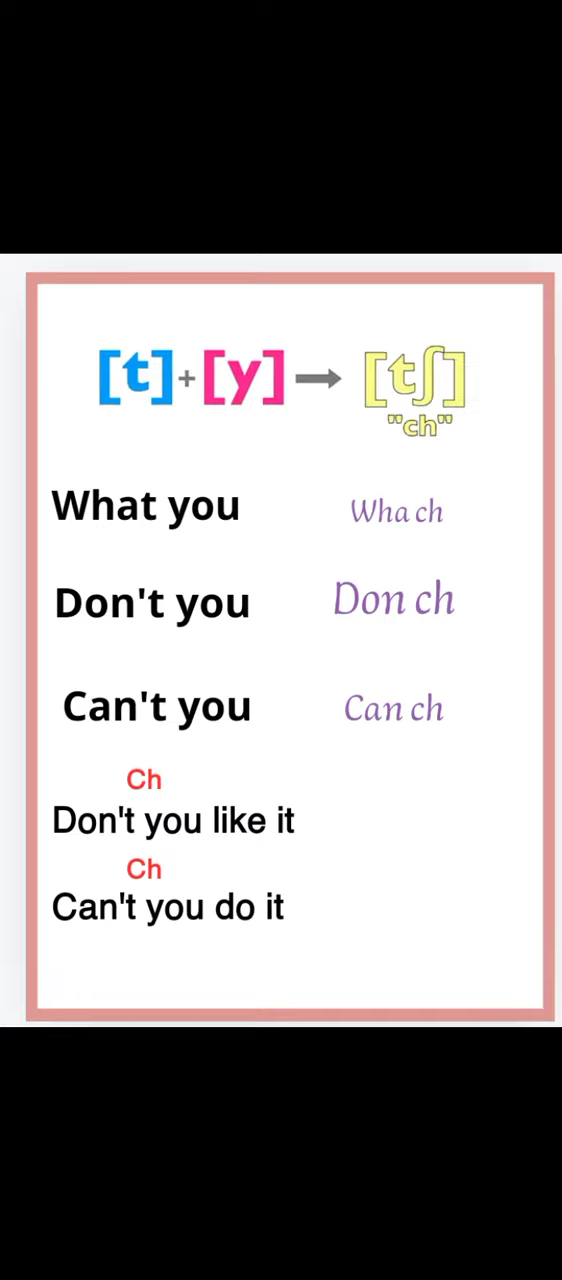 [t] + [y] → [tʃ]
"ch"
What you Wha ch
Don't you Don ch
Can't you Can ch
Ch
Don't you like it
Ch
Can't you do it